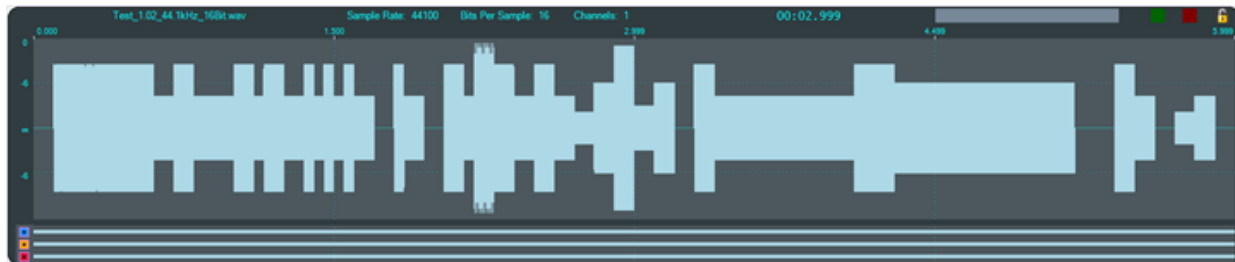 Test_1.02_44.1kHz_16Bit.wav Sample Rate: 44100 Bits Per Sample: 16 Channels: 1 00:02.999
0.000 1.500 2.999 4.499 5.999
0
-6
∞
-6